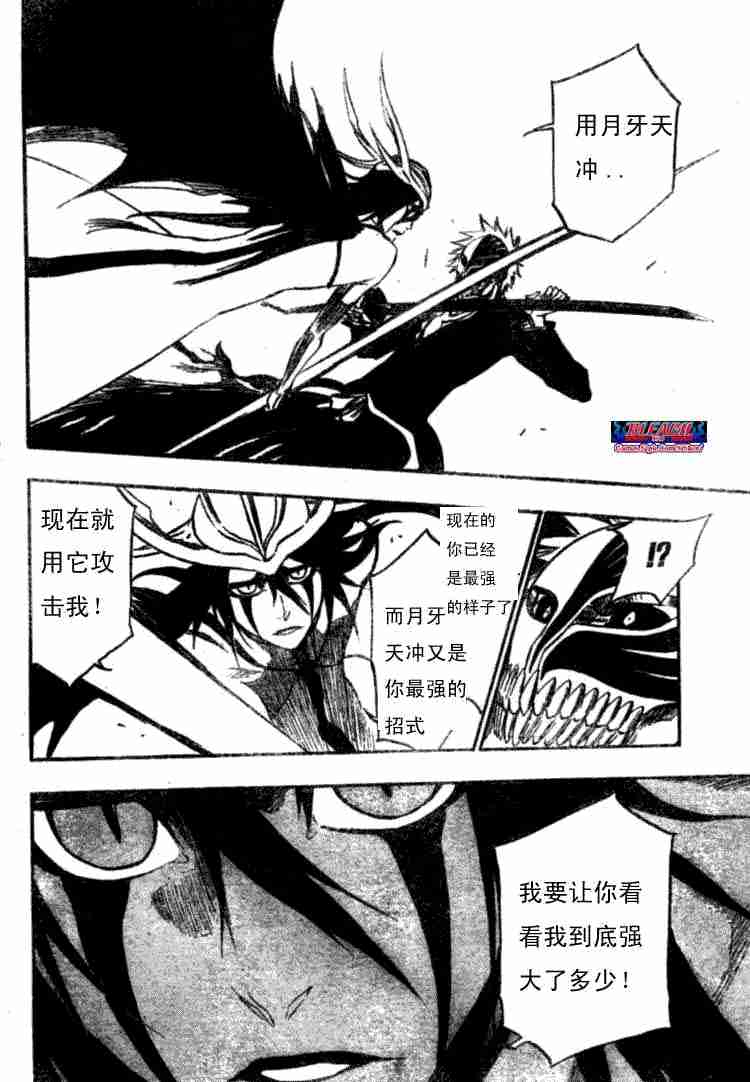 用月牙天
冲..
BLEACH
!?
现在的
你已经
是最强
的样子了
而月牙
天冲又是
你最强的
招式
现在就
用它攻
击我！
我要让你看
看我到底强
大了多少！